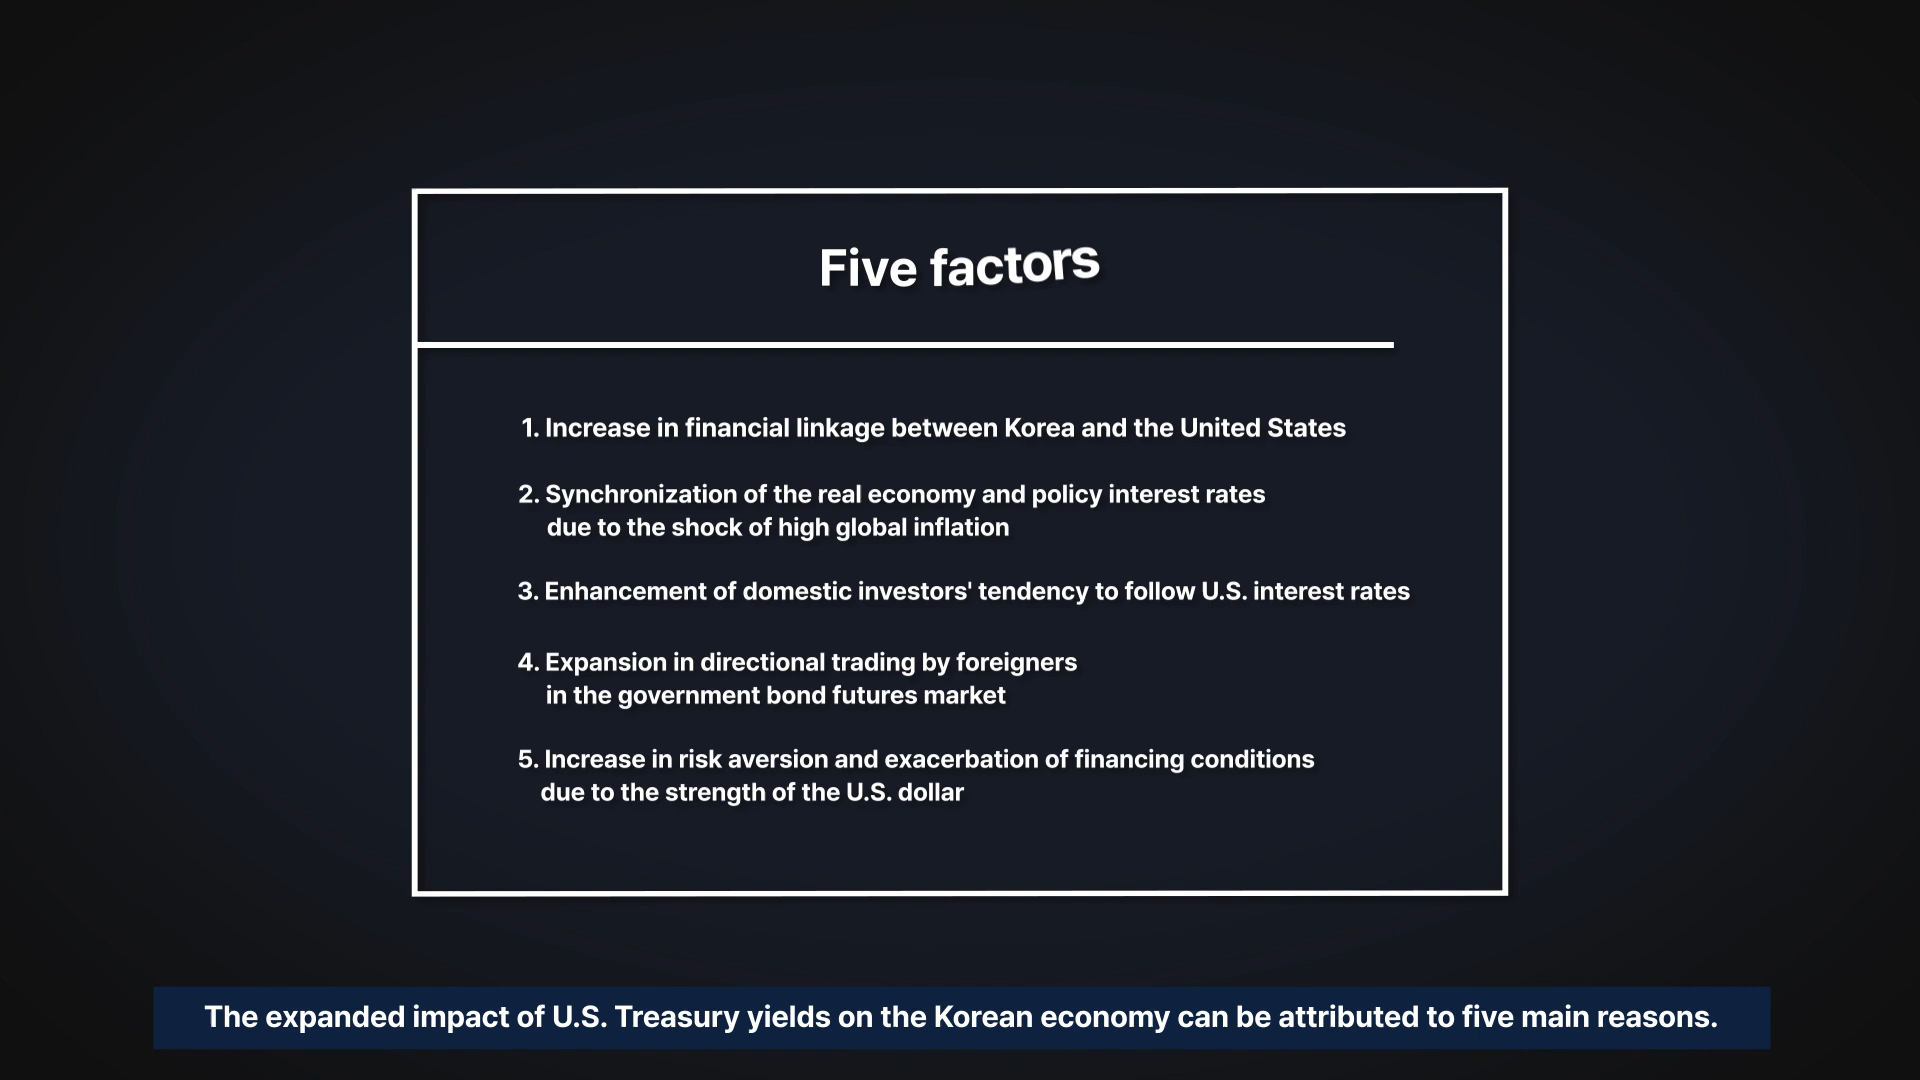 Five factors
1. Increase in financial linkage between Korea and the United States
2. Synchronization of the real economy and policy interest rates
due to the shock of high global inflation
3. Enhancement of domestic investors' tendency to follow U.S. interest rates
4. Expansion in directional trading by foreigners
in the government bond futures market
5. Increase in risk aversion and exacerbation of financing conditions
due to the strength of the U.S. dollar
The expanded impact of U.S. Treasury yields on the Korean economy can be attributed to five main reasons.